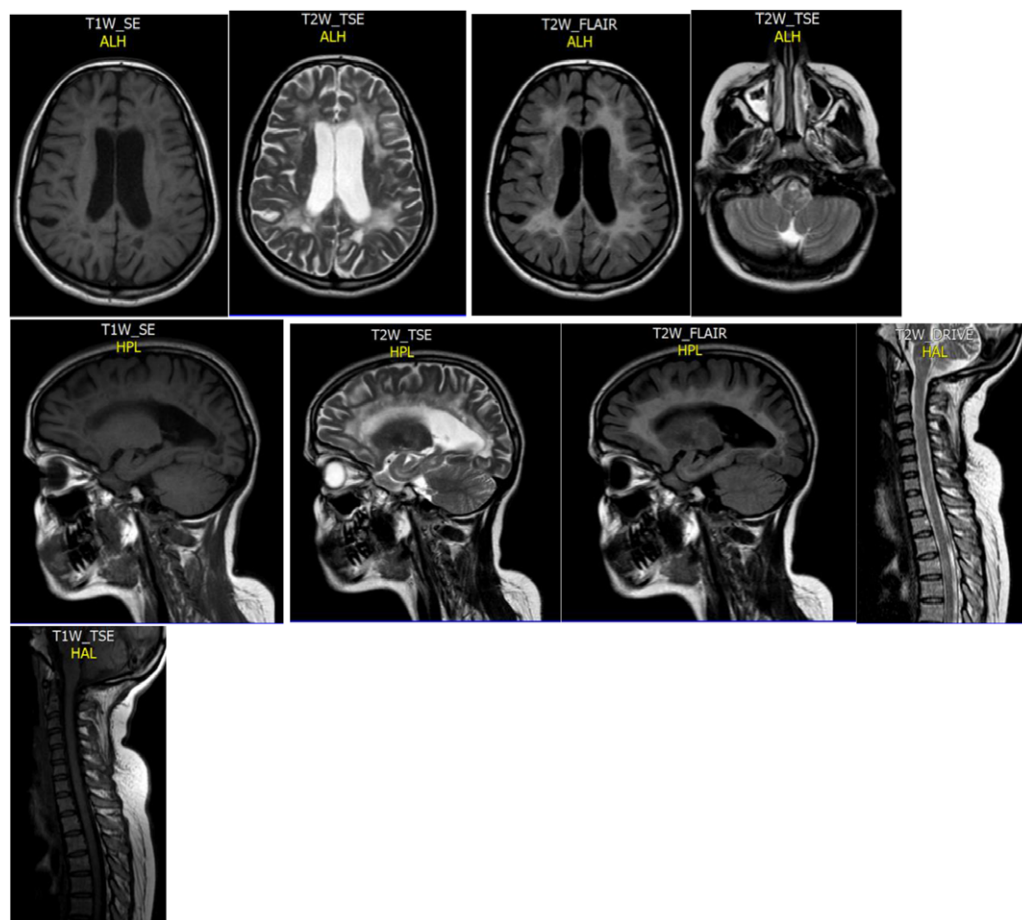 T1W_SE
ALH
T2W_TSE
ALH
T2W_FLAIR
ALH
T2W_TSE
ALH
T1W_SE
HPL
T2W_TSE
HPL
T2W_FLAIR
HPL
T2W_DRIVE
HAL
T1W_TSE
HAL